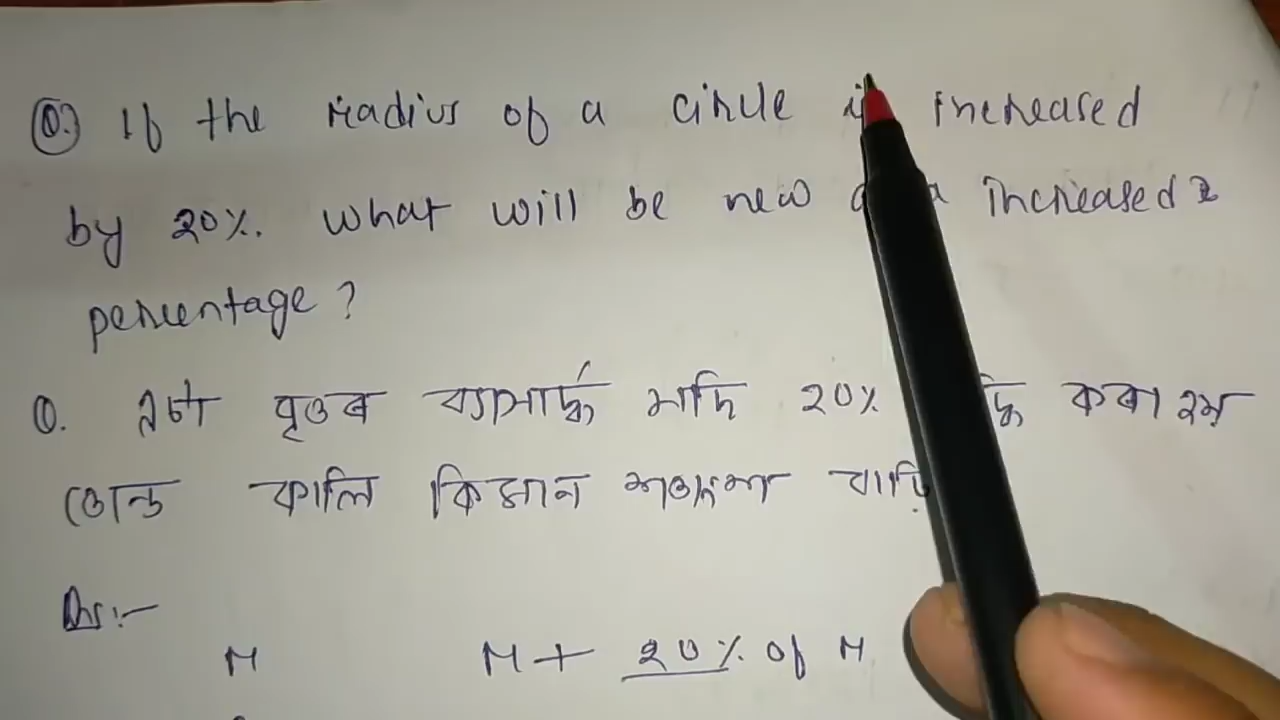 Q. If the radius of a circle is increased
by 20%. what will be new increased
percentage?
Q. এটা বৃত্তৰ ব্যাসাৰ্দ্ধ যদি 20% কৰা হয়
তেন্তে কালি কিমান শতাংশ বাঢ়ি
Ans:-
r r + 20% of r